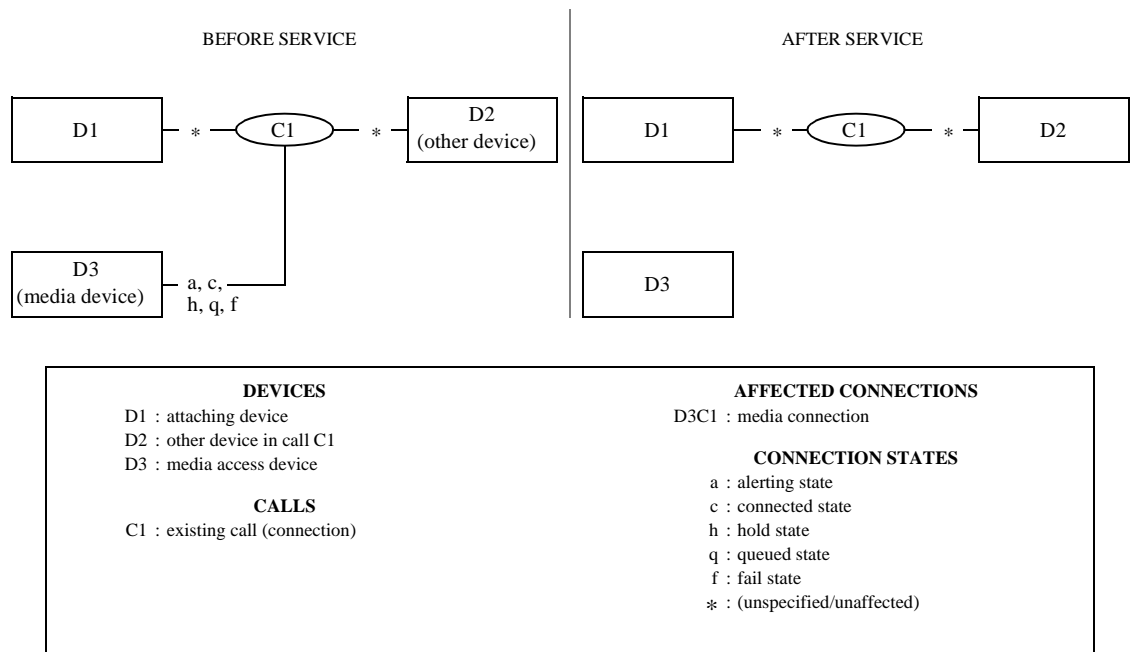 BEFORE SERVICE
D1
*
C1
*
D2
(other device)
D3
(media device)
a, c,
h, q, f
AFTER SERVICE
D1
*
C1
*
D2
D3
DEVICES
D1 : attaching device
D2 : other device in call C1
D3 : media access device
CALLS
C1 : existing call (connection)
AFFECTED CONNECTIONS
D3C1 : media connection
CONNECTION STATES
a : alerting state
c : connected state
h : hold state
q : queued state
f : fail state
* : (unspecified/unaffected)